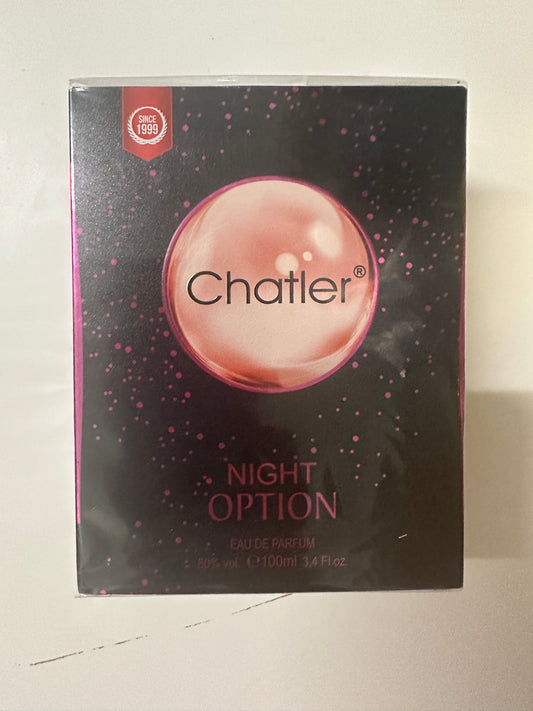 SINCE
1999
Chatler®
NIGHT
OPTION
EAU DE PARFUM
80% vol. ℮100ml 3,4 Fl.oz.